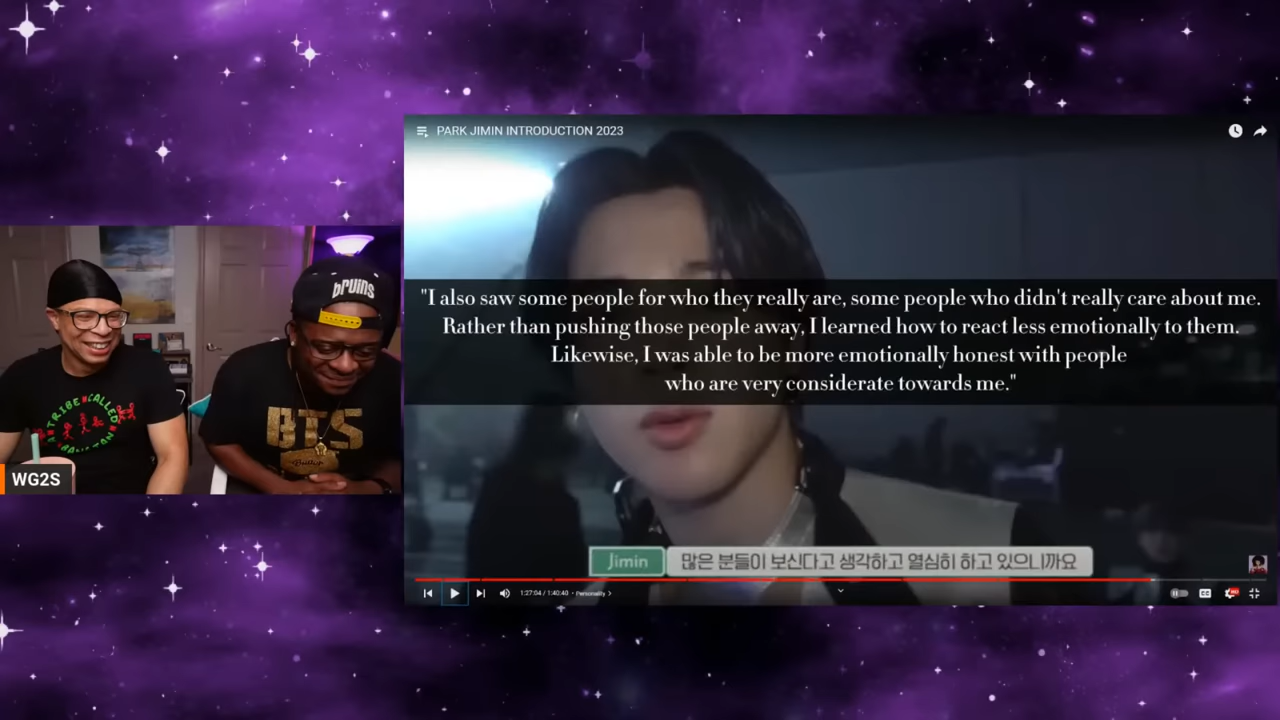 PARK JIMIN INTRODUCTION 2023
"I also saw some people for who they really are, some people who didn't really care about me.
Rather than pushing those people away, I learned how to react less emotionally to them.
Likewise, I was able to be more emotionally honest with people
who are very considerate towards me."
bruins
A TRIBE CALLED
BTS
Butter
WG2S
Jimin
많은 분들이 보신다고 생각하고 열심히 하고 있으니까요
1:27:04 / 1:40:40 • Personality >
CC